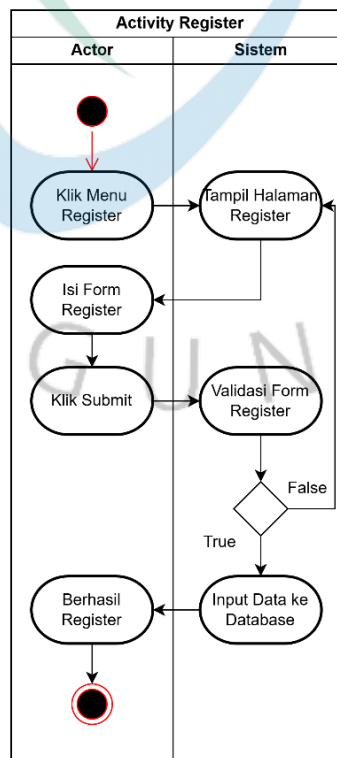 Activity Register
Actor
Sistem
Klik Menu
Register
Tampil Halaman
Register
Isi Form
Register
Klik Submit
Validasi Form
Register
False
True
Berhasil
Register
Input Data ke
Database
G U N